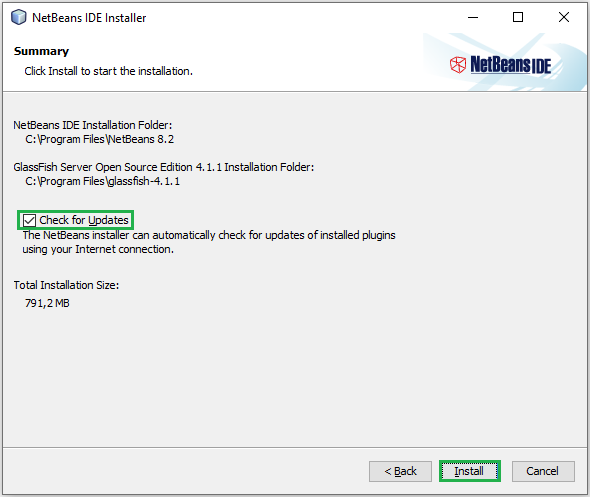 NetBeans IDE Installer
Summary
Click Install to start the installation.
NetBeans IDE
NetBeans IDE Installation Folder:
C:\Program Files\NetBeans 8.2
GlassFish Server Open Source Edition 4.1.1 Installation Folder:
C:\Program Files\glassfish-4.1.1
Check for Updates
The NetBeans installer can automatically check for updates of installed plugins
using your Internet connection.
Total Installation Size:
791,2 MB
< Back Install Cancel